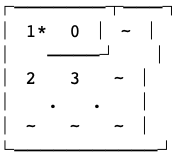 1* 0 ~
2 3 ~
. .
~ ~ ~